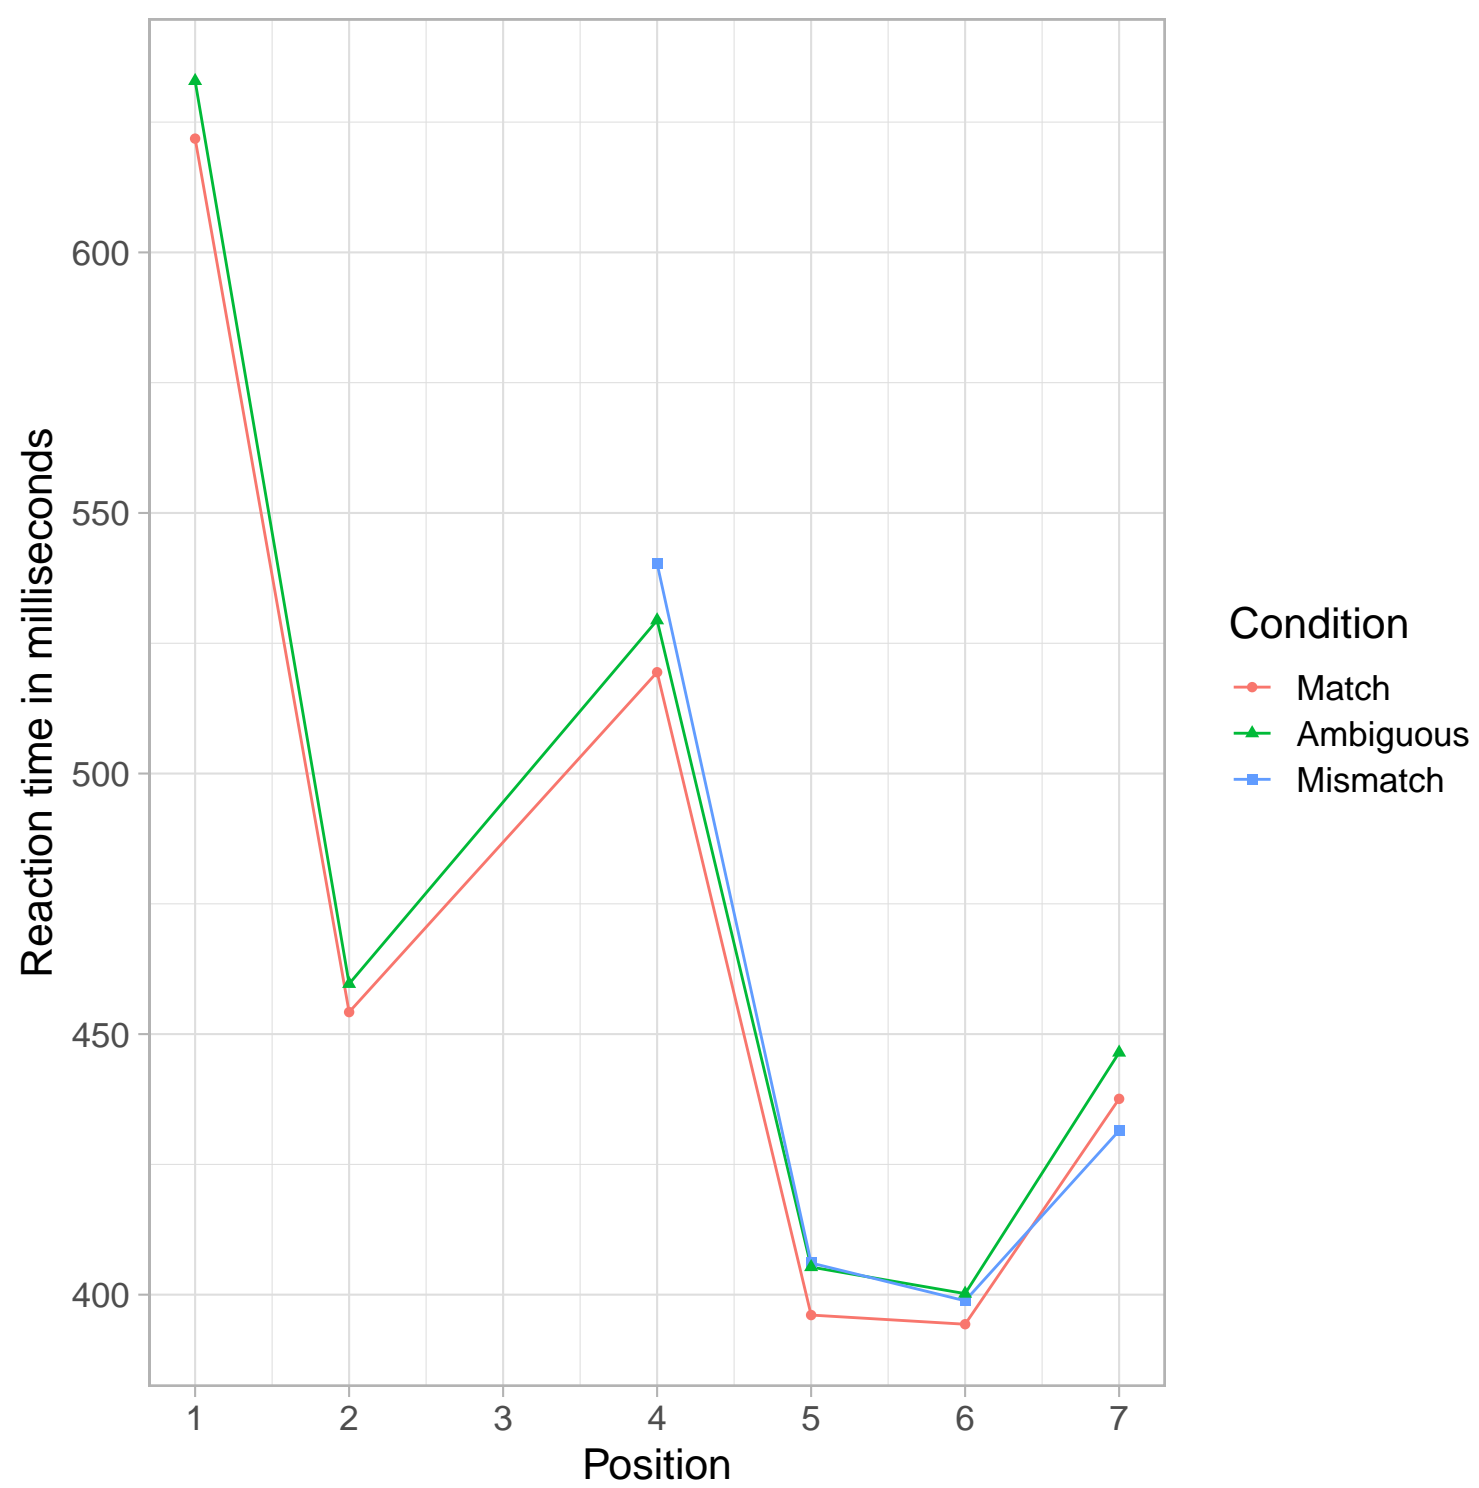 600
550
500
450
400
Reaction time in milliseconds
1 2 3 4 5 6 7
Position
Condition
Match
Ambiguous
Mismatch